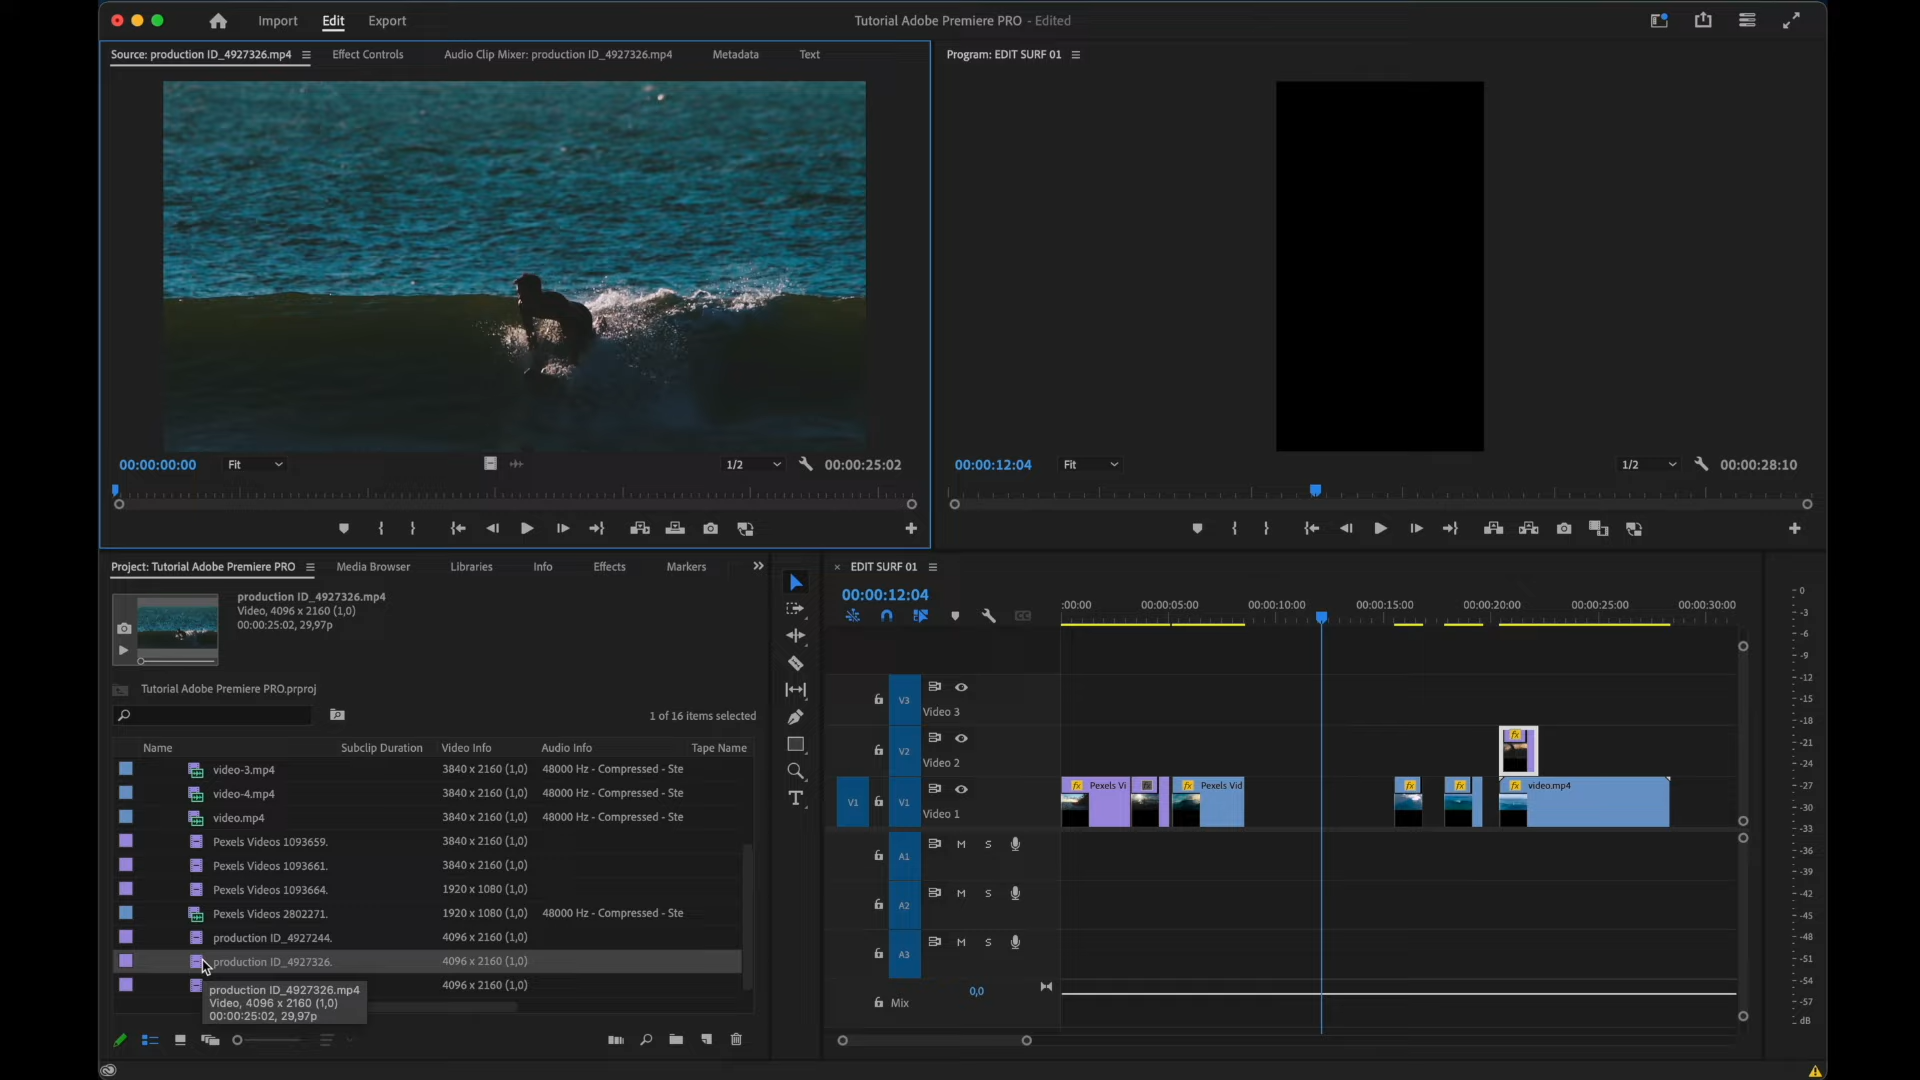 Import Edit Export
Tutorial Adobe Premiere PRO - Edited
Source: production ID_4927326.mp4
Effect Controls
Audio Clip Mixer: production ID_4927326.mp4
Metadata
Text
Program: EDIT SURF 01
00:00:00:00
Fit
1/2
00:00:25:02
00:00:12:04
Fit
1/2
00:00:28:10
Project: Tutorial Adobe Premiere PRO
Media Browser
Libraries
Info
Effects
Markers
production ID_4927326.mp4
Video, 4096 x 2160 (1,0)
00:00:25:02, 29,97p
Tutorial Adobe Premiere PRO.prproj
1 of 16 items selected
Name Subclip Duration Video Info Audio Info Tape Name
video-3.mp4 3840 x 2160 (1,0) 48000 Hz - Compressed - Ste
video-4.mp4 3840 x 2160 (1,0) 48000 Hz - Compressed - Ste
video.mp4 3840 x 2160 (1,0) 48000 Hz - Compressed - Ste
Pexels Videos 1093659. 3840 x 2160 (1,0)
Pexels Videos 1093661. 3840 x 2160 (1,0)
Pexels Videos 1093664. 1920 x 1080 (1,0)
Pexels Videos 2802271. 1920 x 1080 (1,0) 48000 Hz - Compressed - Ste
production ID_4927244. 4096 x 2160 (1,0)
production ID_4927326. 4096 x 2160 (1,0)
4096 x 2160 (1,0)
production ID_4927326.mp4
Video, 4096 x 2160 (1,0)
00:00:25:02, 29,97p
EDIT SURF 01
00:00:12:04
CC
:00:00 00:00:05:00 00:00:10:00 00:00:15:00 00:00:20:00 00:00:25:00 00:00:30:00
V3
Video 3
V2
Video 2
fx
V1 V1
Video 1
fx Pexels Vi
fx
fx Pexels Vid
fx
fx
fx video.mp4
A1 M S
A2 M S
A3 M S
Mix
0,0
0
-3
-6
-9
-12
-15
-18
-21
-24
-27
-30
-33
-36
-39
-42
-45
-48
-51
-54
-57
dB